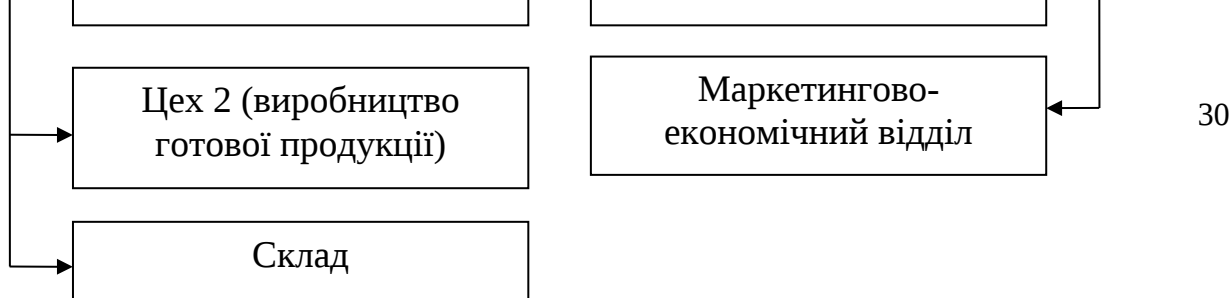 Цех 2 (виробництво
готової продукції)
Маркетингово-
економічний відділ
30
Склад